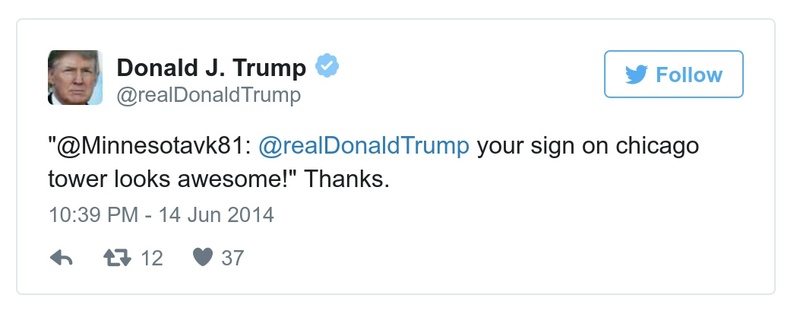 Donald J. Trump
@realDonaldTrump
Follow
"@Minnesotavk81: @realDonaldTrump your sign on chicago
tower looks awesome!" Thanks.
10:39 PM - 14 Jun 2014
12 37